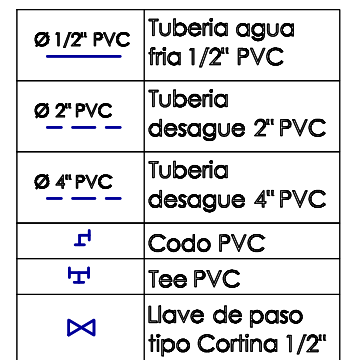 Ø 1/2" PVC
Tuberia agua
fria 1/2" PVC
Ø 2" PVC
Tuberia
desague 2" PVC
Ø 4" PVC
Tuberia
desague 4" PVC
Codo PVC
Tee PVC
Llave de paso
tipo Cortina 1/2"